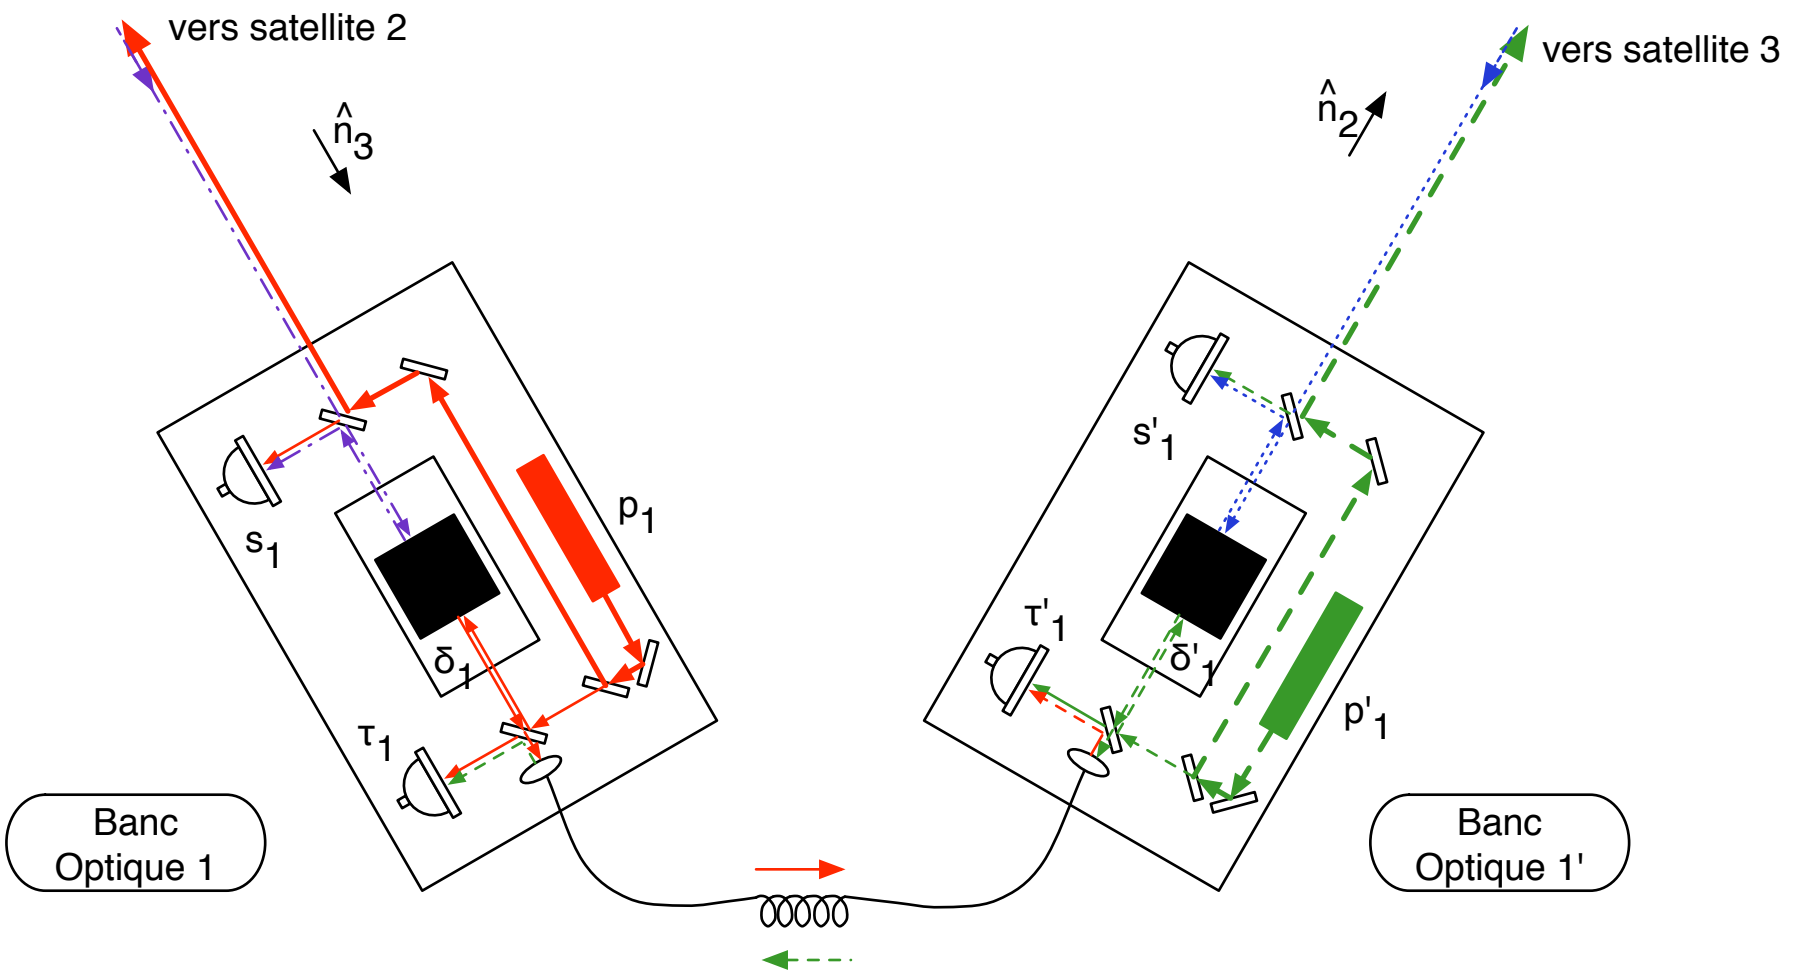 vers satellite 2
vers satellite 3
n̂3
n̂2
s1
p1
s'1
δ1
τ1
τ'1
δ'1
p'1
Banc
Optique 1
Banc
Optique 1'